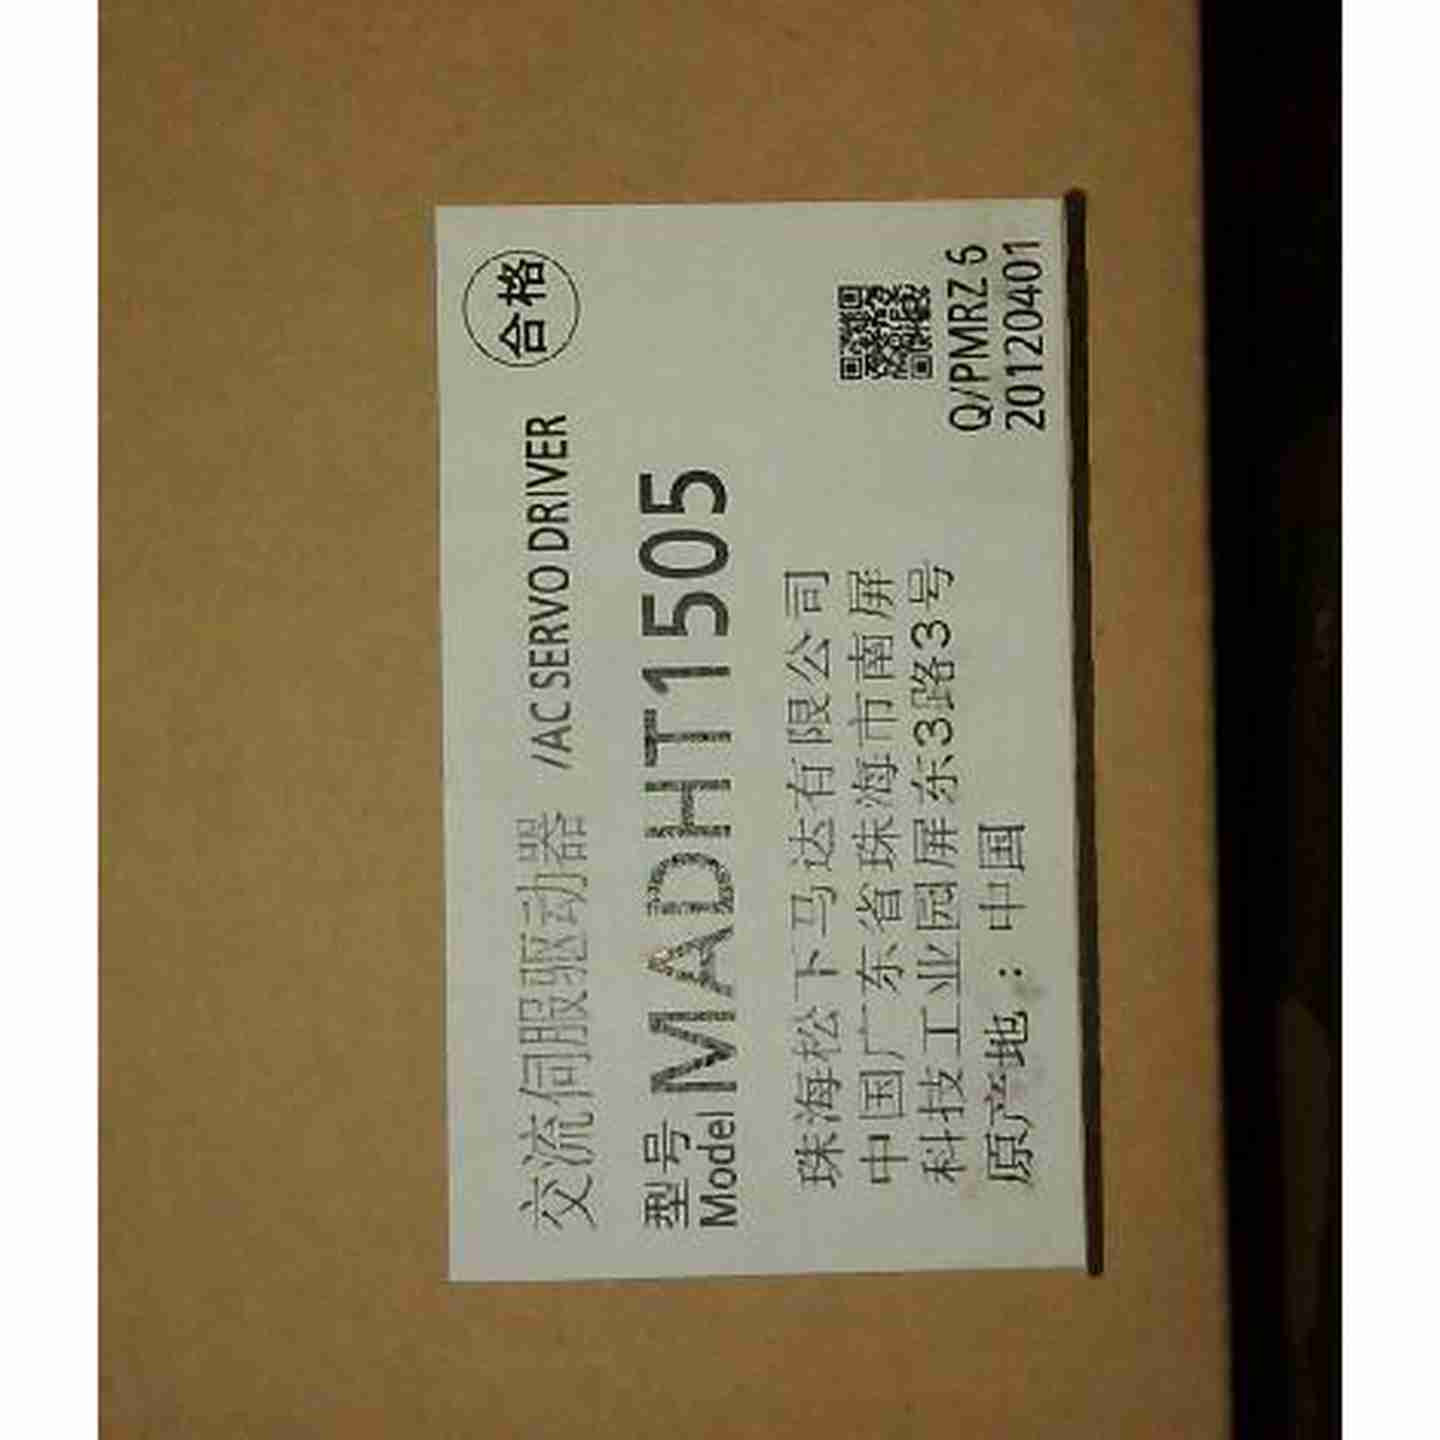 交流伺服驱动器 /AC SERVO DRIVER 合格
型号
Model MADHT1505
珠海松下马达有限公司
中国广东省珠海市南屏
科技工业园屏东3路3号
原产地：中国
Q/PMRZ 6
20120401